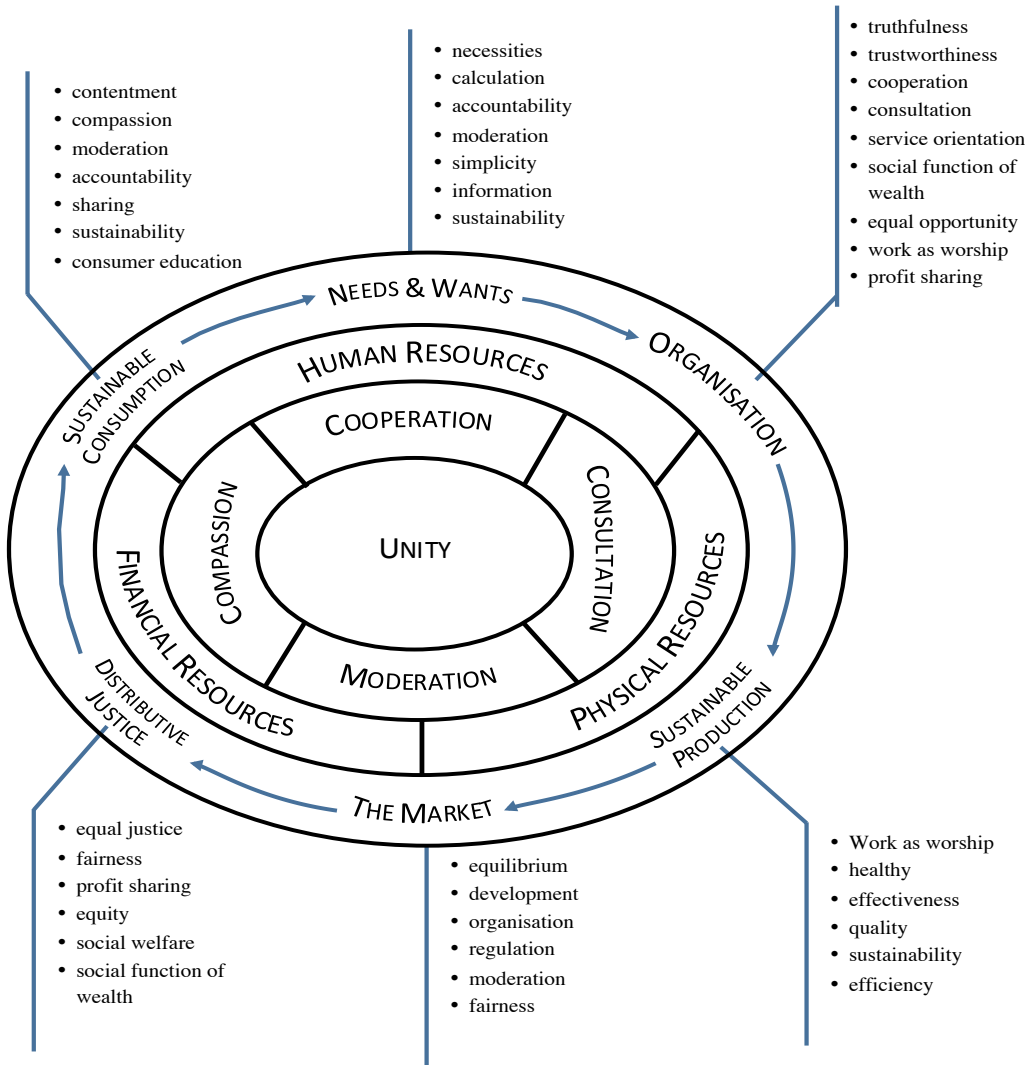 • contentment
• compassion
• moderation
• accountability
• sharing
• sustainability
• consumer education
• necessities
• calculation
• accountability
• moderation
• simplicity
• information
• sustainability
• truthfulness
• trustworthiness
• cooperation
• consultation
• service orientation
• social function of
wealth
• equal opportunity
• work as worship
• profit sharing
NEEDS & WANTS
ORGANISATION
SUSTAINABLE
PRODUCTION
THE MARKET
DISTRIBUTIVE
JUSTICE
SUSTAINABLE
CONSUMPTION
HUMAN RESOURCES
PHYSICAL RESOURCES
FINANCIAL RESOURCES
COOPERATION
CONSULTATION
MODERATION
COMPASSION
UNITY
• equal justice
• fairness
• profit sharing
• equity
• social welfare
• social function of
wealth
• equilibrium
• development
• organisation
• regulation
• moderation
• fairness
• Work as worship
• healthy
• effectiveness
• quality
• sustainability
• efficiency